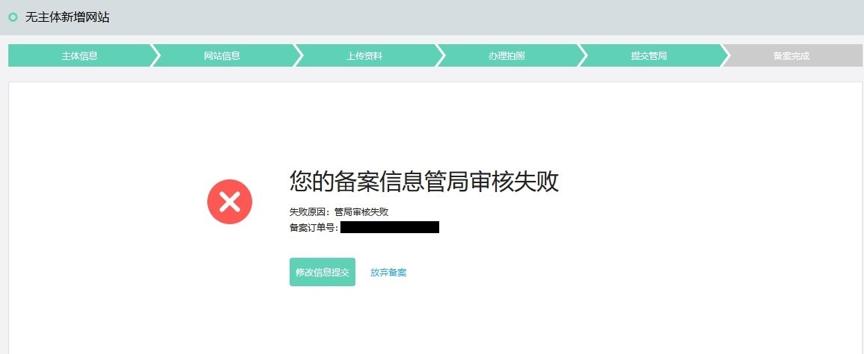 无主体新增网站
主体信息
网站信息
上传资料
办理拍照
提交管局
备案完成
您的备案信息管局审核失败
失败原因：管局审核失败
备案订单号：
修改信息提交
放弃备案